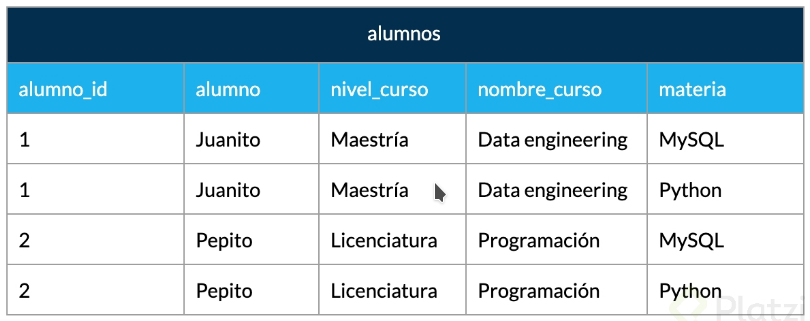 alumnos
alumno_id alumno nivel_curso nombre_curso materia
1 Juanito Maestría Data engineering MySQL
1 Juanito Maestría Data engineering Python
2 Pepito Licenciatura Programación MySQL
2 Pepito Licenciatura Programación Python
Platzi